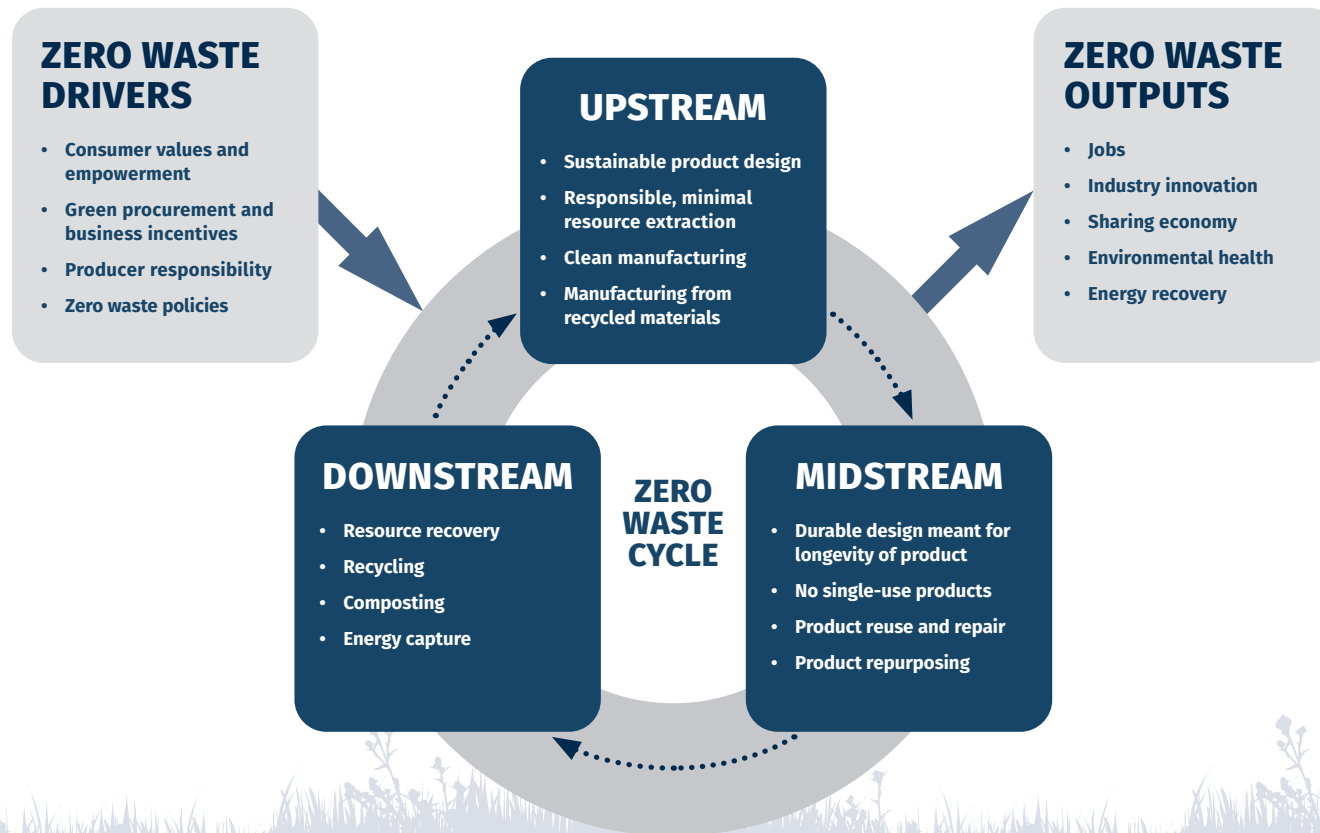 ZERO WASTE
DRIVERS
• Consumer values and
empowerment
• Green procurement and
business incentives
• Producer responsibility
• Zero waste policies
UPSTREAM
• Sustainable product design
• Responsible, minimal
resource extraction
• Clean manufacturing
• Manufacturing from
recycled materials
ZERO WASTE
OUTPUTS
• Jobs
• Industry innovation
• Sharing economy
• Environmental health
• Energy recovery
DOWNSTREAM
• Resource recovery
• Recycling
• Composting
• Energy capture
ZERO
WASTE
CYCLE
MIDSTREAM
• Durable design meant for
longevity of product
• No single-use products
• Product reuse and repair
• Product repurposing